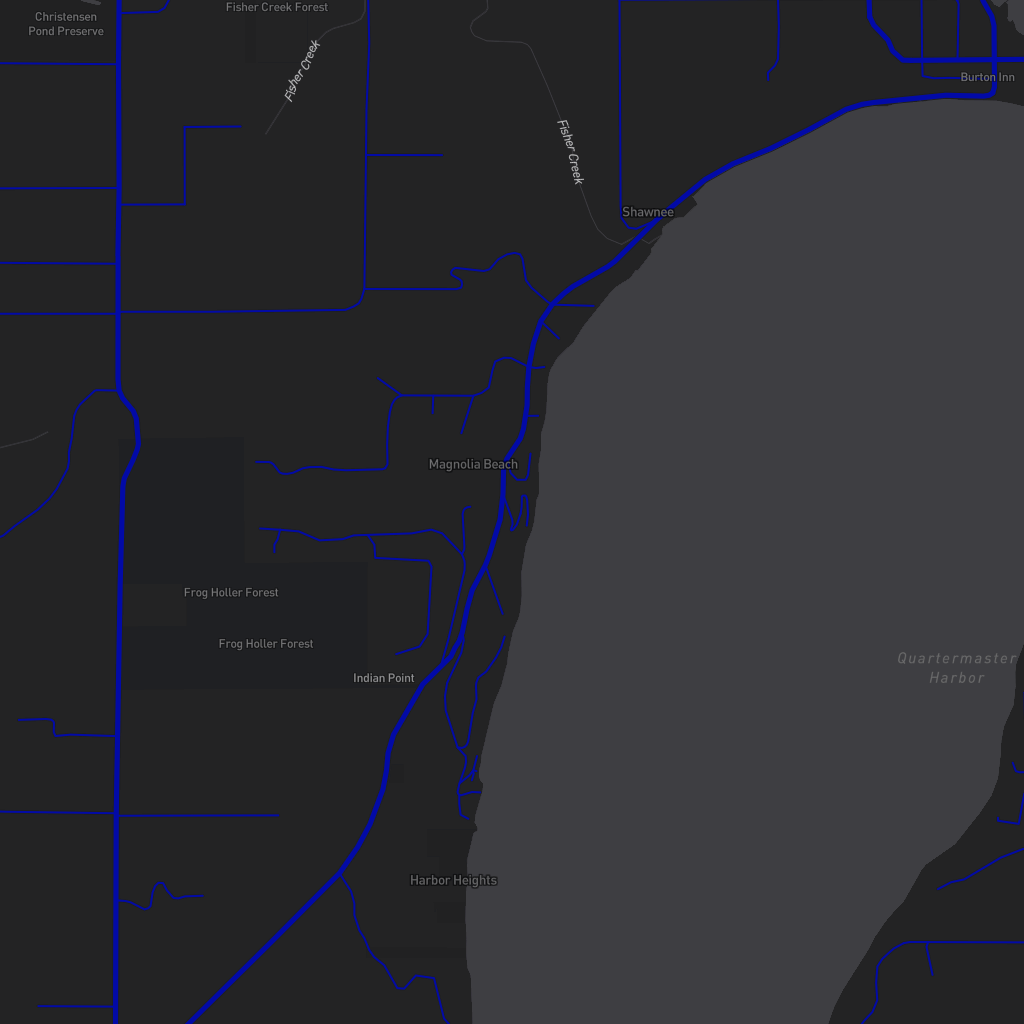 Christensen
Pond Preserve
Fisher Creek Forest
Fisher Creek
Burton Inn
Fisher Creek
Shawnee
Magnolia Beach
Frog Holler Forest
Frog Holler Forest
Indian Point
Quartermaster
Harbor
Harbor Heights